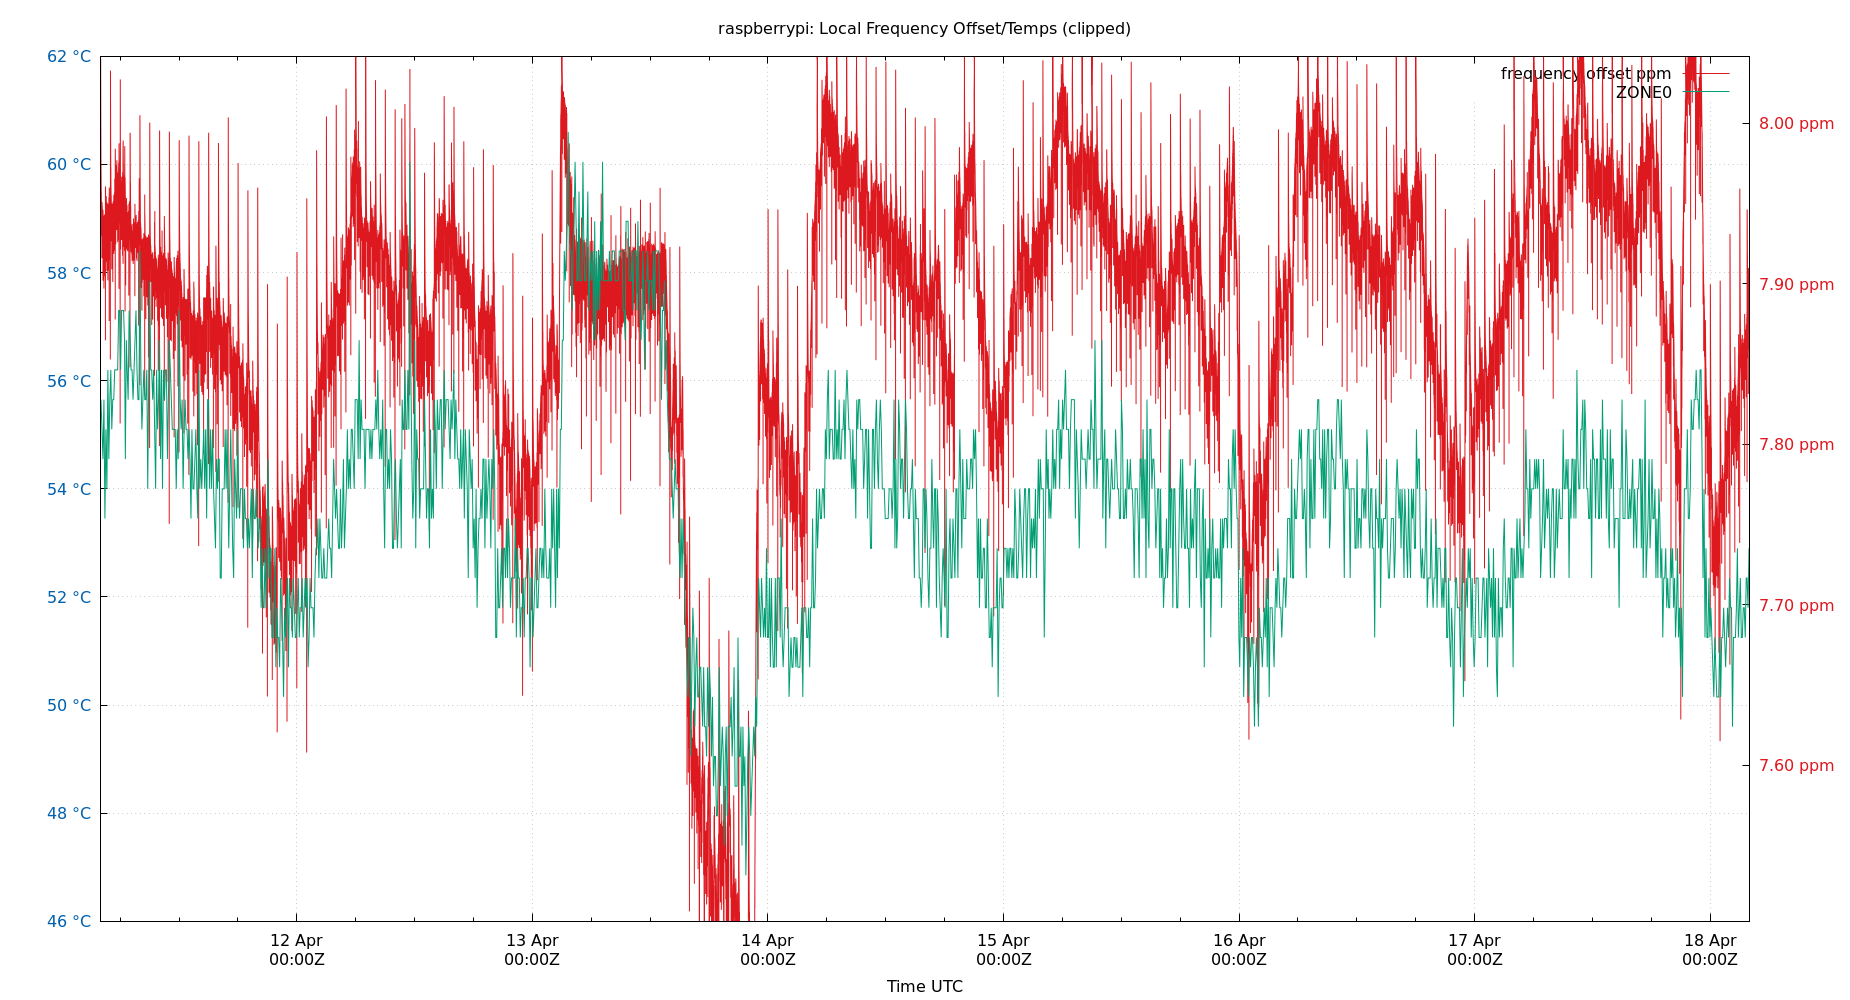 raspberrypi: Local Frequency Offset/Temps (clipped)
62 °C
60 °C
58 °C
56 °C
54 °C
52 °C
50 °C
48 °C
46 °C
frequency offset ppm
ZONE0
8.00 ppm
7.90 ppm
7.80 ppm
7.70 ppm
7.60 ppm
12 Apr
00:00Z
13 Apr
00:00Z
14 Apr
00:00Z
15 Apr
00:00Z
16 Apr
00:00Z
17 Apr
00:00Z
18 Apr
00:00Z
Time UTC